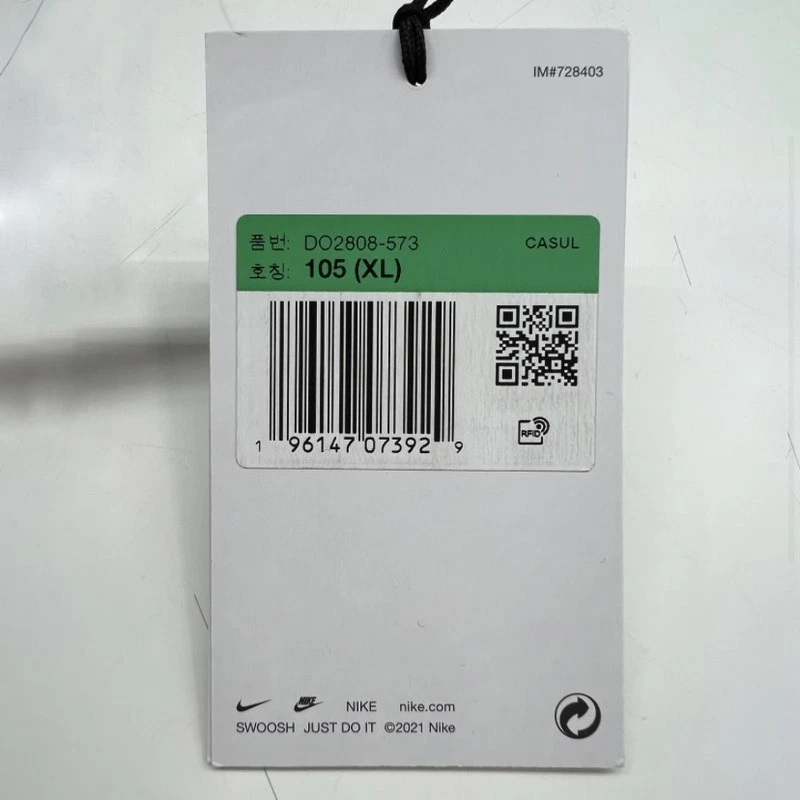 IM#728403
품번: DO2808-573 CASUL
호칭: 105 (XL)
1 96147 07392 9
RFID
NIKE NIKE nike.com
SWOOSH JUST DO IT ©2021 Nike